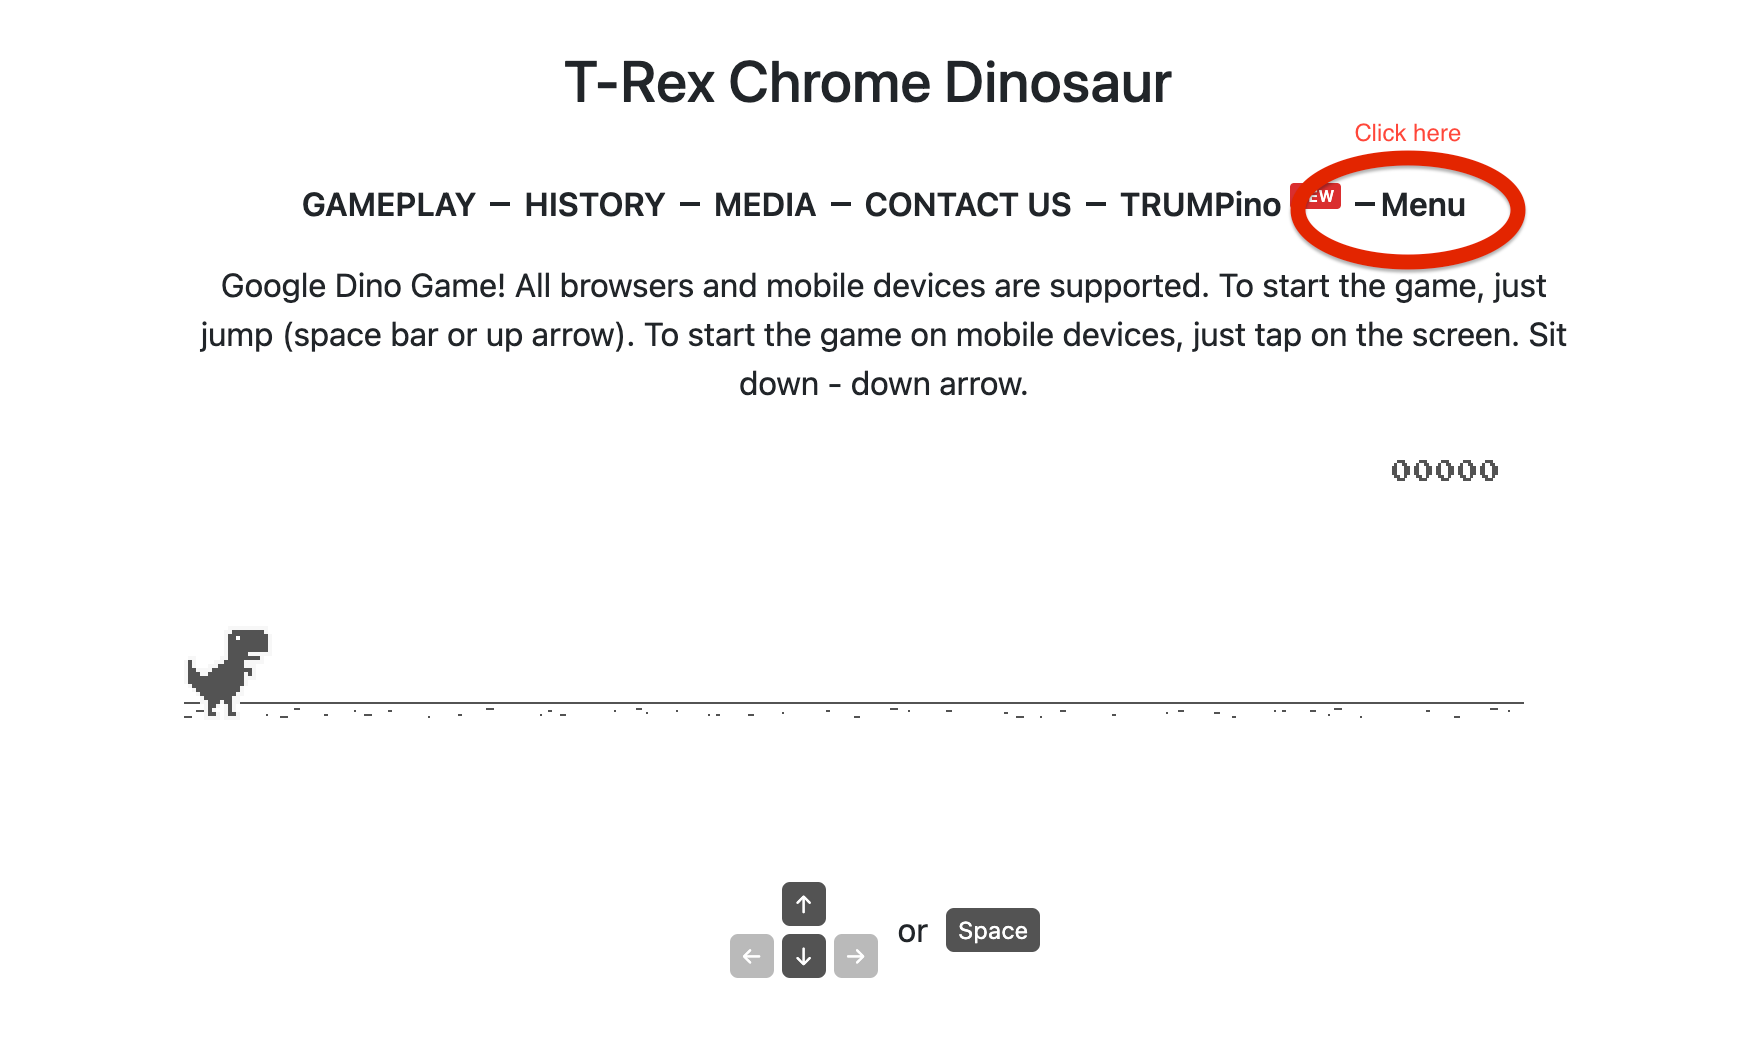 T-Rex Chrome Dinosaur
Click here
GAMEPLAY – HISTORY – MEDIA – CONTACT US – TRUMPino – Menu
Google Dino Game! All browsers and mobile devices are supported. To start the game, just
jump (space bar or up arrow). To start the game on mobile devices, just tap on the screen. Sit
down - down arrow.
00000
↑
← ↓ → or Space